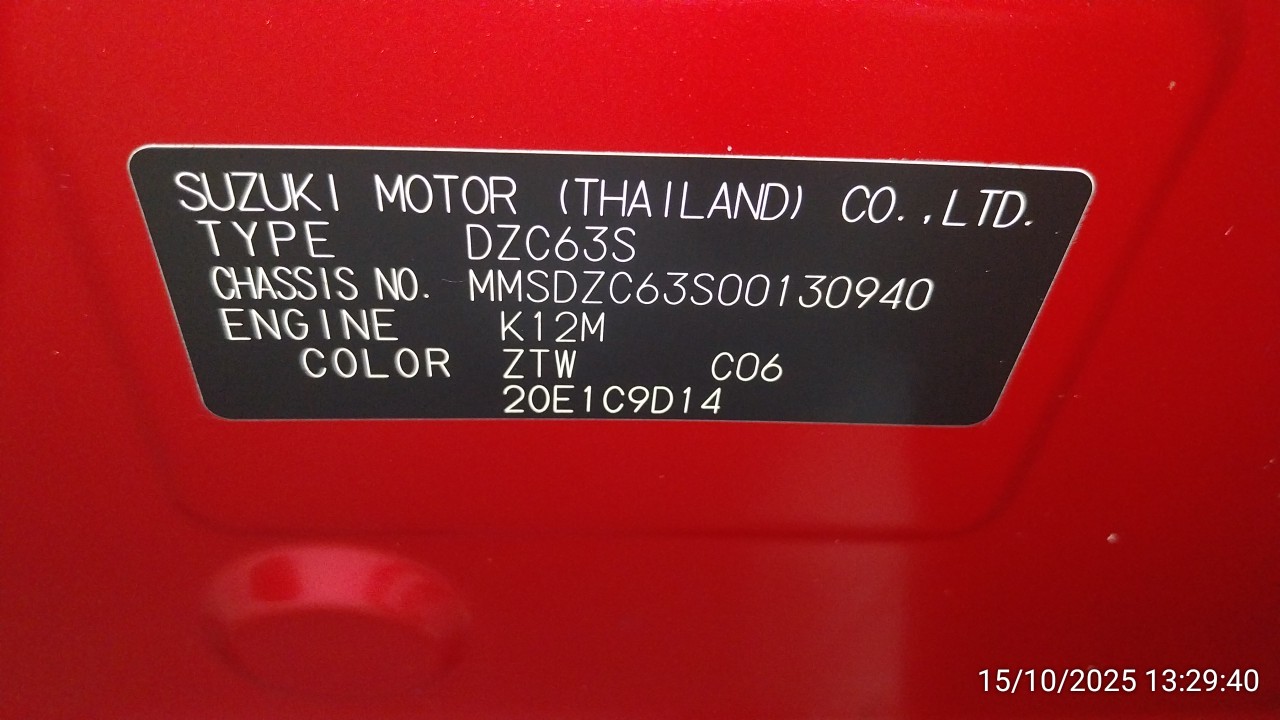 SUZUKI MOTOR (THAILAND) CO.,LTD.
TYPE DZC63S
CHASSIS NO. MMSDZC63S00130940
ENGINE K12M
COLOR ZTW C06
20E1C9D14
15/10/2025 13:29:40